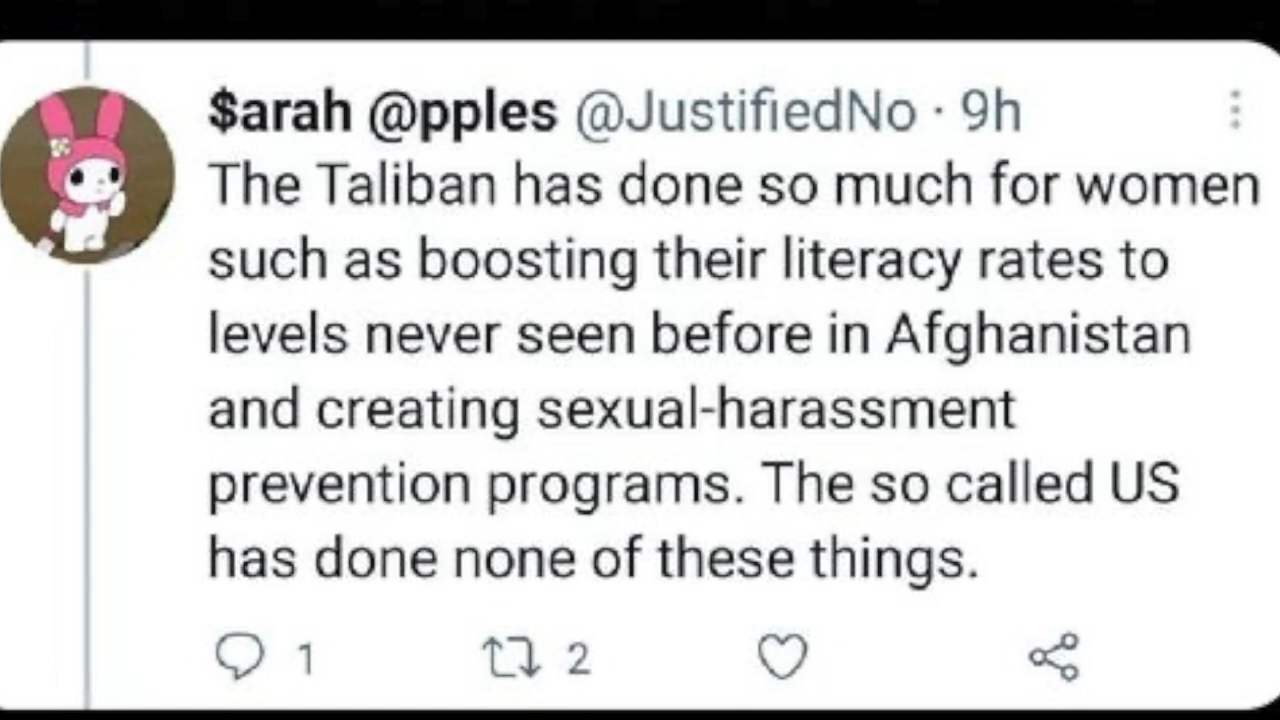 $arah @pples @JustifiedNo · 9h
The Taliban has done so much for women
such as boosting their literacy rates to
levels never seen before in Afghanistan
and creating sexual-harassment
prevention programs. The so called US
has done none of these things.
1 2